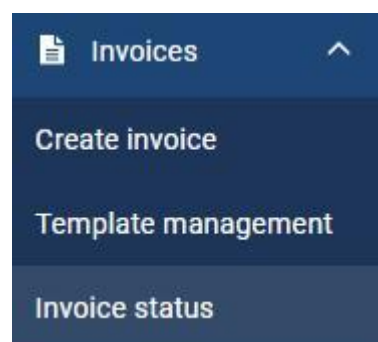 Invoices
Create invoice
Template management
Invoice status